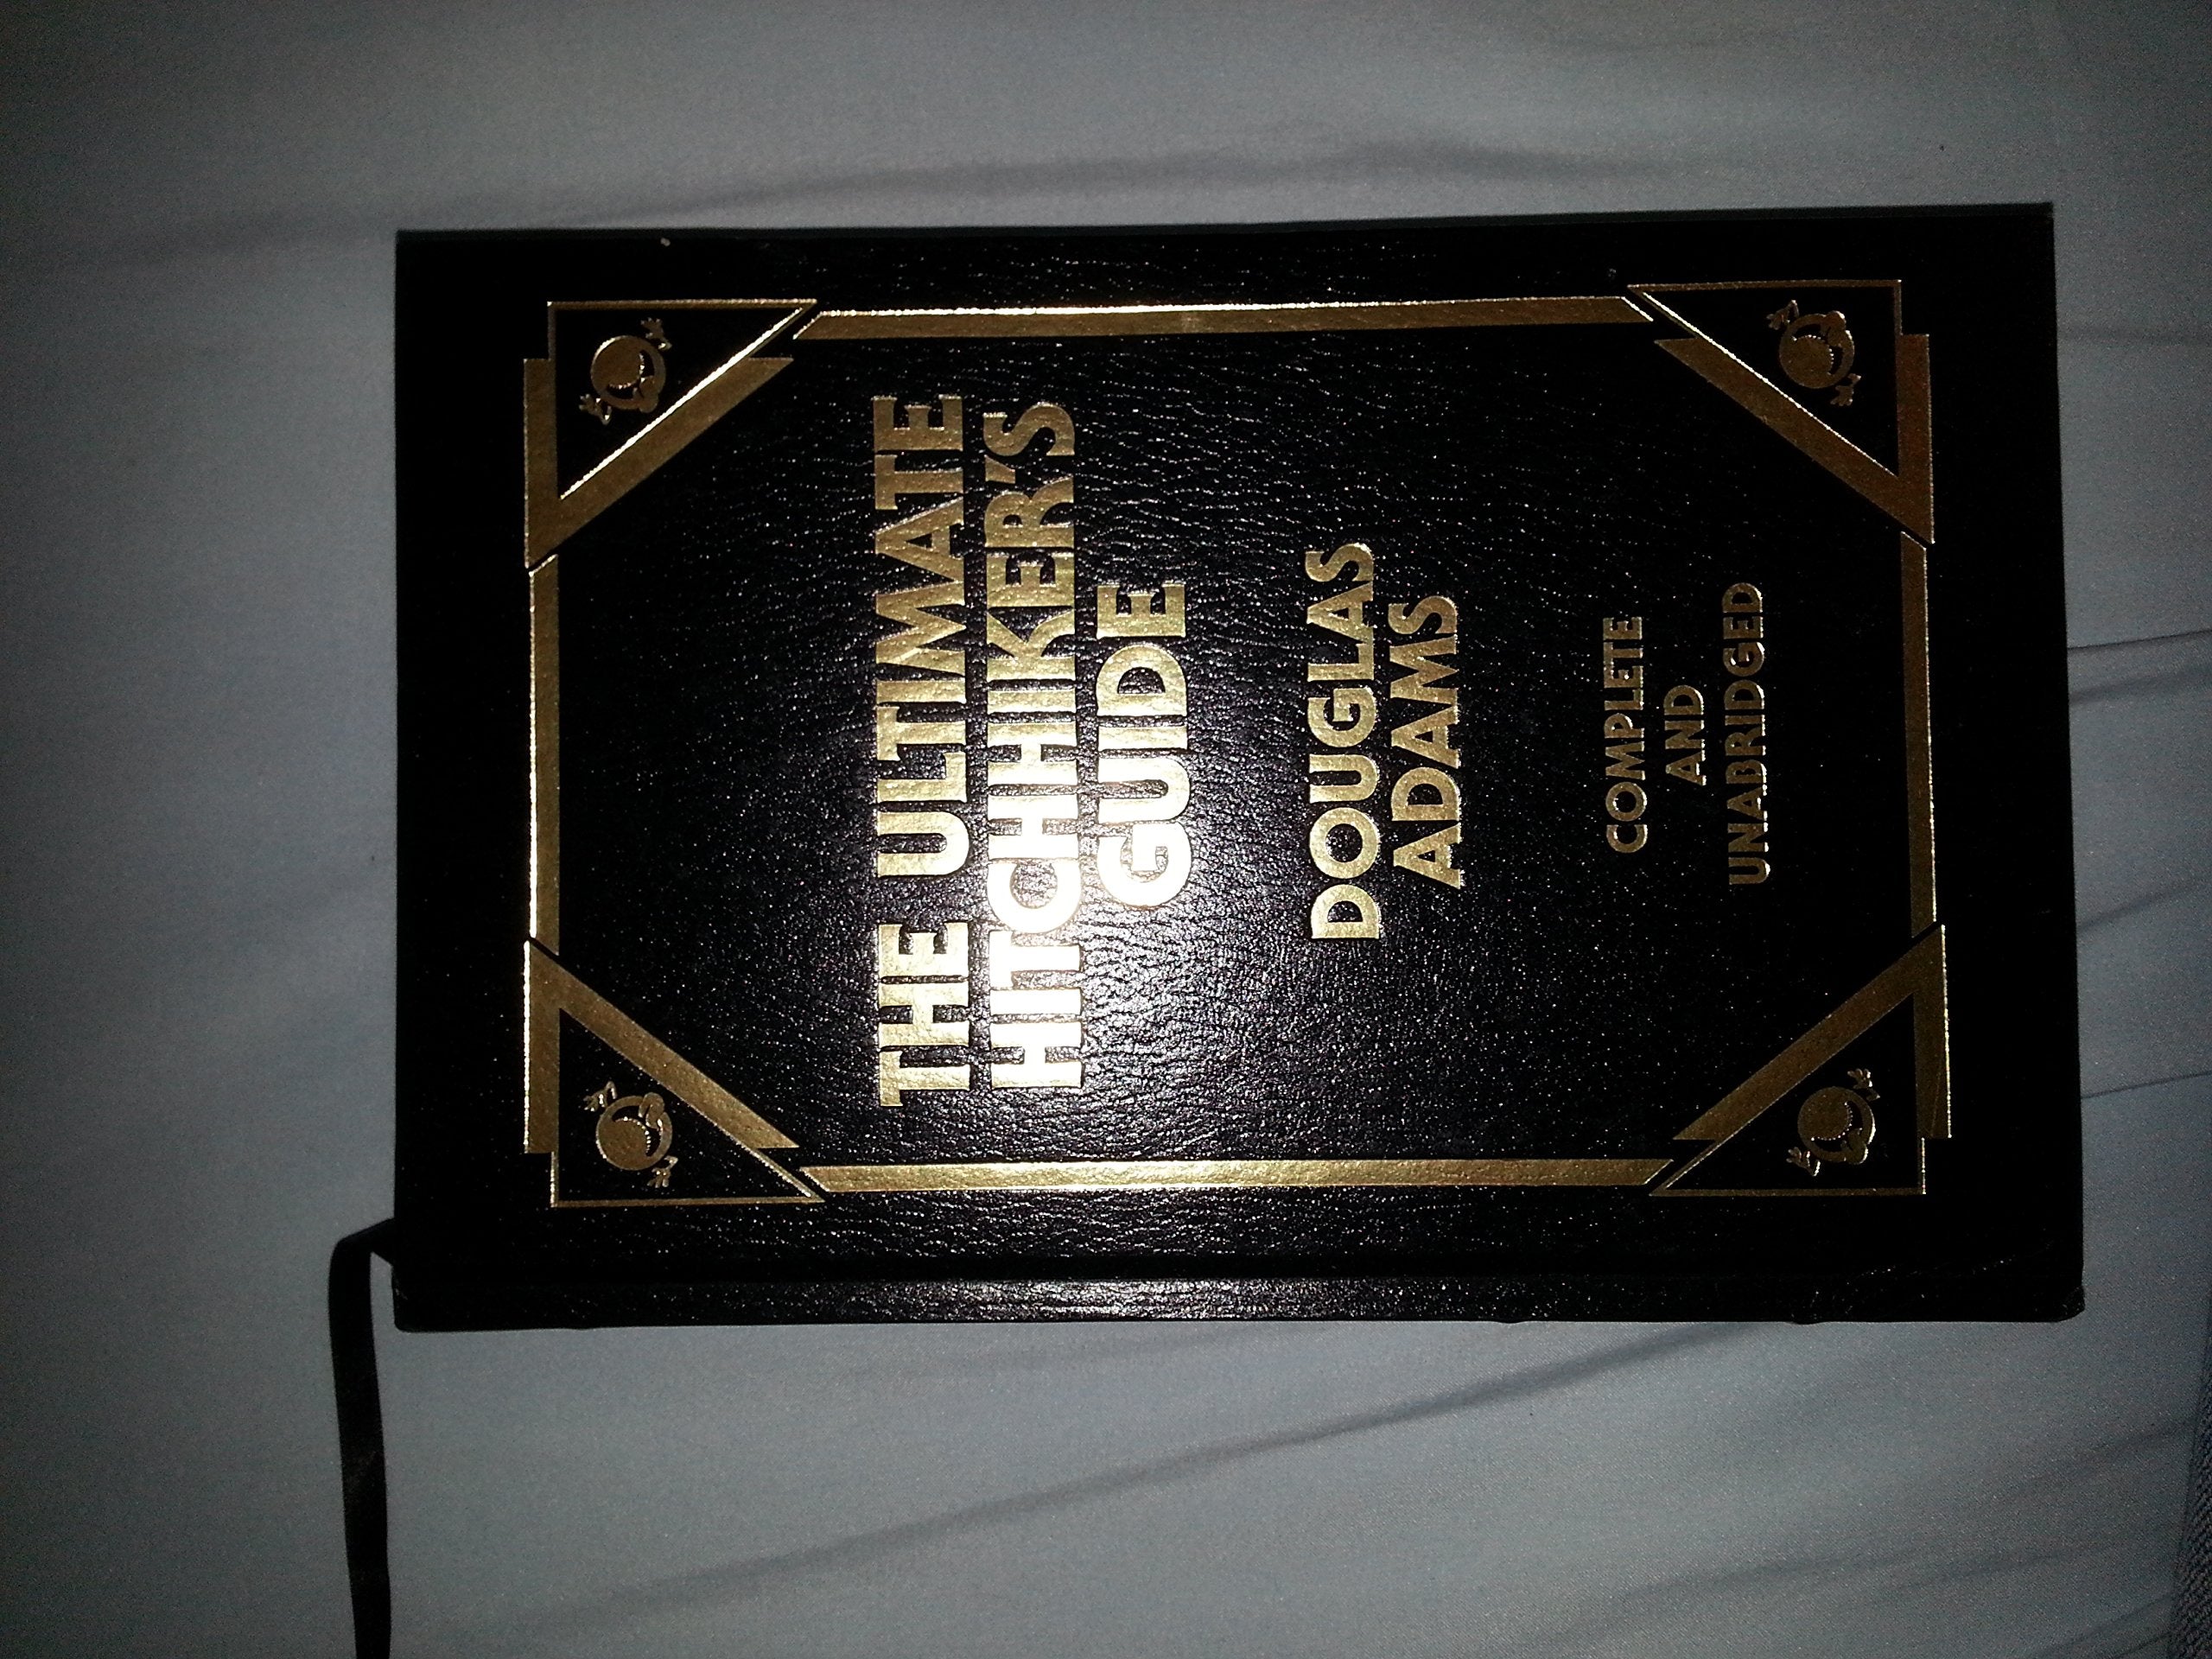 THE ULTIMATE
HITCHHIKER'S
GUIDE
DOUGLAS
ADAMS
COMPLETE
AND
UNABRIDGED